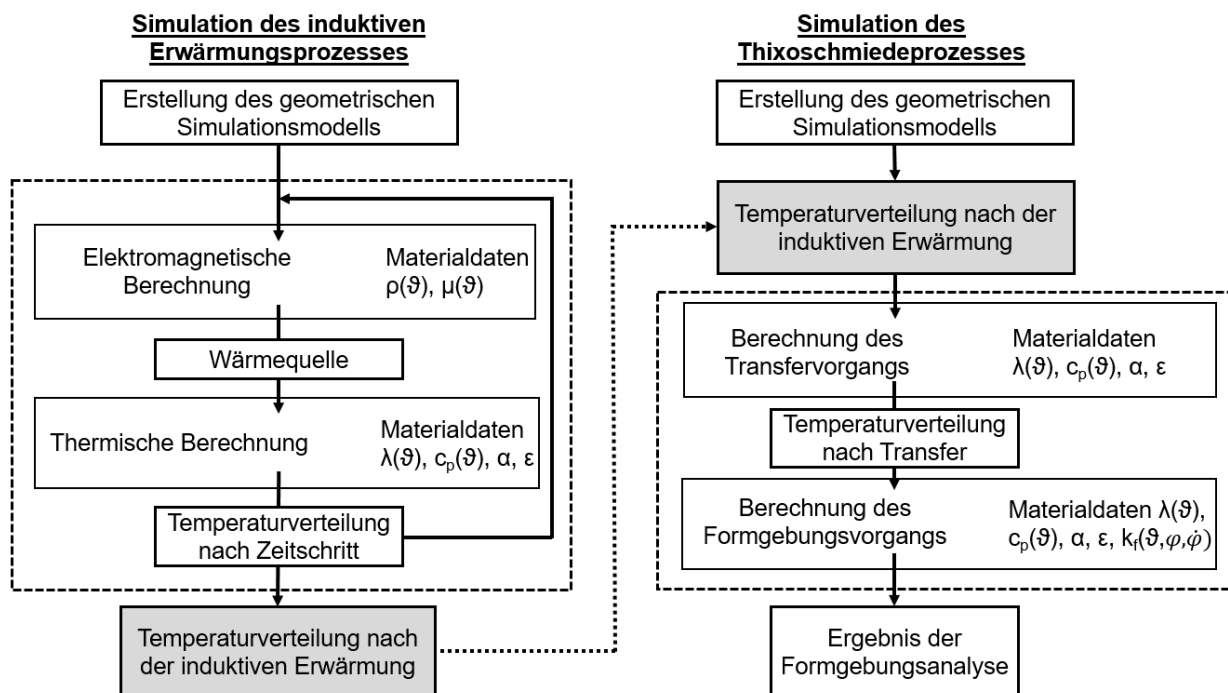 Simulation des induktiven
Erwärmungsprozesses
Erstellung des geometrischen
Simulationsmodells
Elektromagnetische
Berechnung
Materialdaten
ρ(ϑ), μ(ϑ)
Wärmequelle
Thermische Berechnung
Materialdaten
λ(ϑ), cₚ(ϑ), α, ε
Temperaturverteilung
nach Zeitschritt
Temperaturverteilung nach
der induktiven Erwärmung
Simulation des
Thixoschmiedeprozesses
Erstellung des geometrischen
Simulationsmodells
Temperaturverteilung nach der
induktiven Erwärmung
Berechnung des
Transfervorgangs
Materialdaten
λ(ϑ), cₚ(ϑ), α, ε
Temperaturverteilung
nach Transfer
Berechnung des
Formgebungsvorgangs
Materialdaten λ(ϑ),
cₚ(ϑ), α, ε, k_f(ϑ,φ,φ̇)
Ergebnis der
Formgebungsanalyse